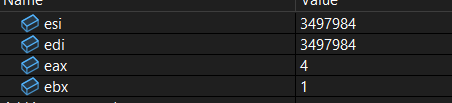 Name Value
esi 3497984
edi 3497984
eax 4
ebx 1